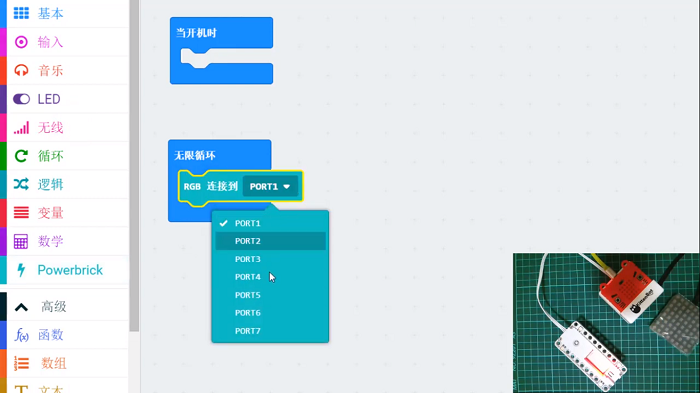 基本
输入
音乐
LED
无线
循环
逻辑
变量
数学
Powerbrick
高级
f(x) 函数
数组
T 文本
当开机时
无限循环
RGB 连接到 PORT1
PORT1
PORT2
PORT3
PORT4
PORT5
PORT6
PORT7